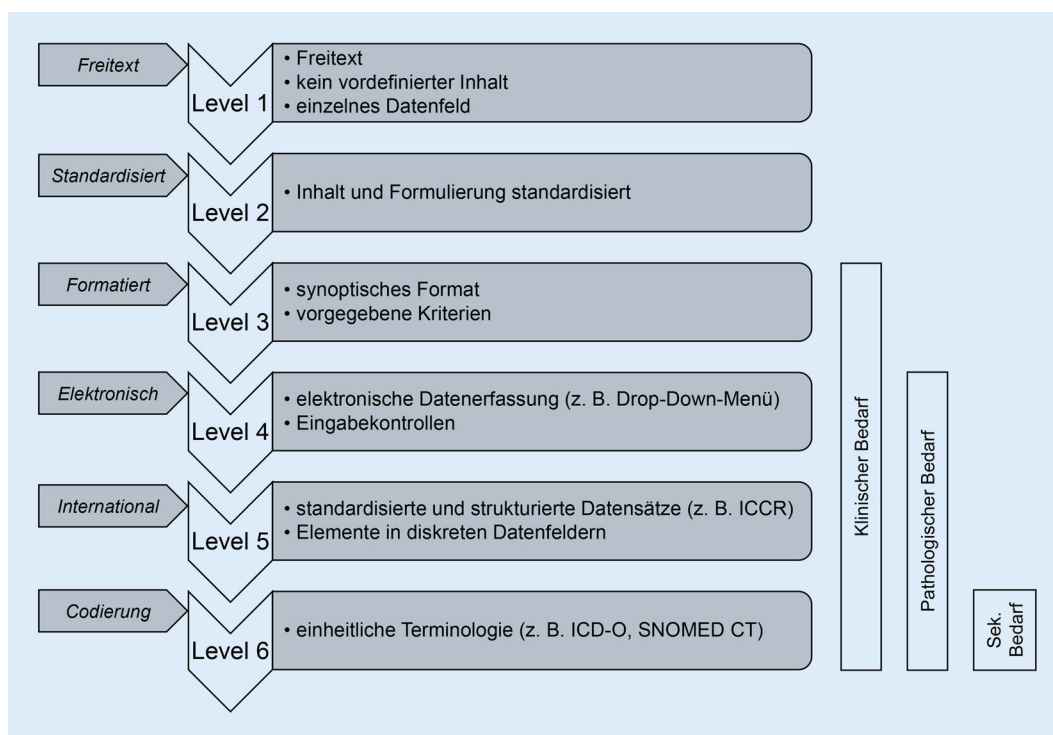 Freitext
Level 1
• Freitext
• kein vordefinierter Inhalt
• einzelnes Datenfeld
Standardisiert
Level 2
• Inhalt und Formulierung standardisiert
Formatiert
Level 3
• synoptisches Format
• vorgegebene Kriterien
Elektronisch
Level 4
• elektronische Datenerfassung (z. B. Drop-Down-Menü)
• Eingabekontrollen
International
Level 5
• standardisierte und strukturierte Datensätze (z. B. ICCR)
• Elemente in diskreten Datenfeldern
Codierung
Level 6
• einheitliche Terminologie (z. B. ICD-O, SNOMED CT)
Klinischer Bedarf
Pathologischer Bedarf
Sek.
Bedarf